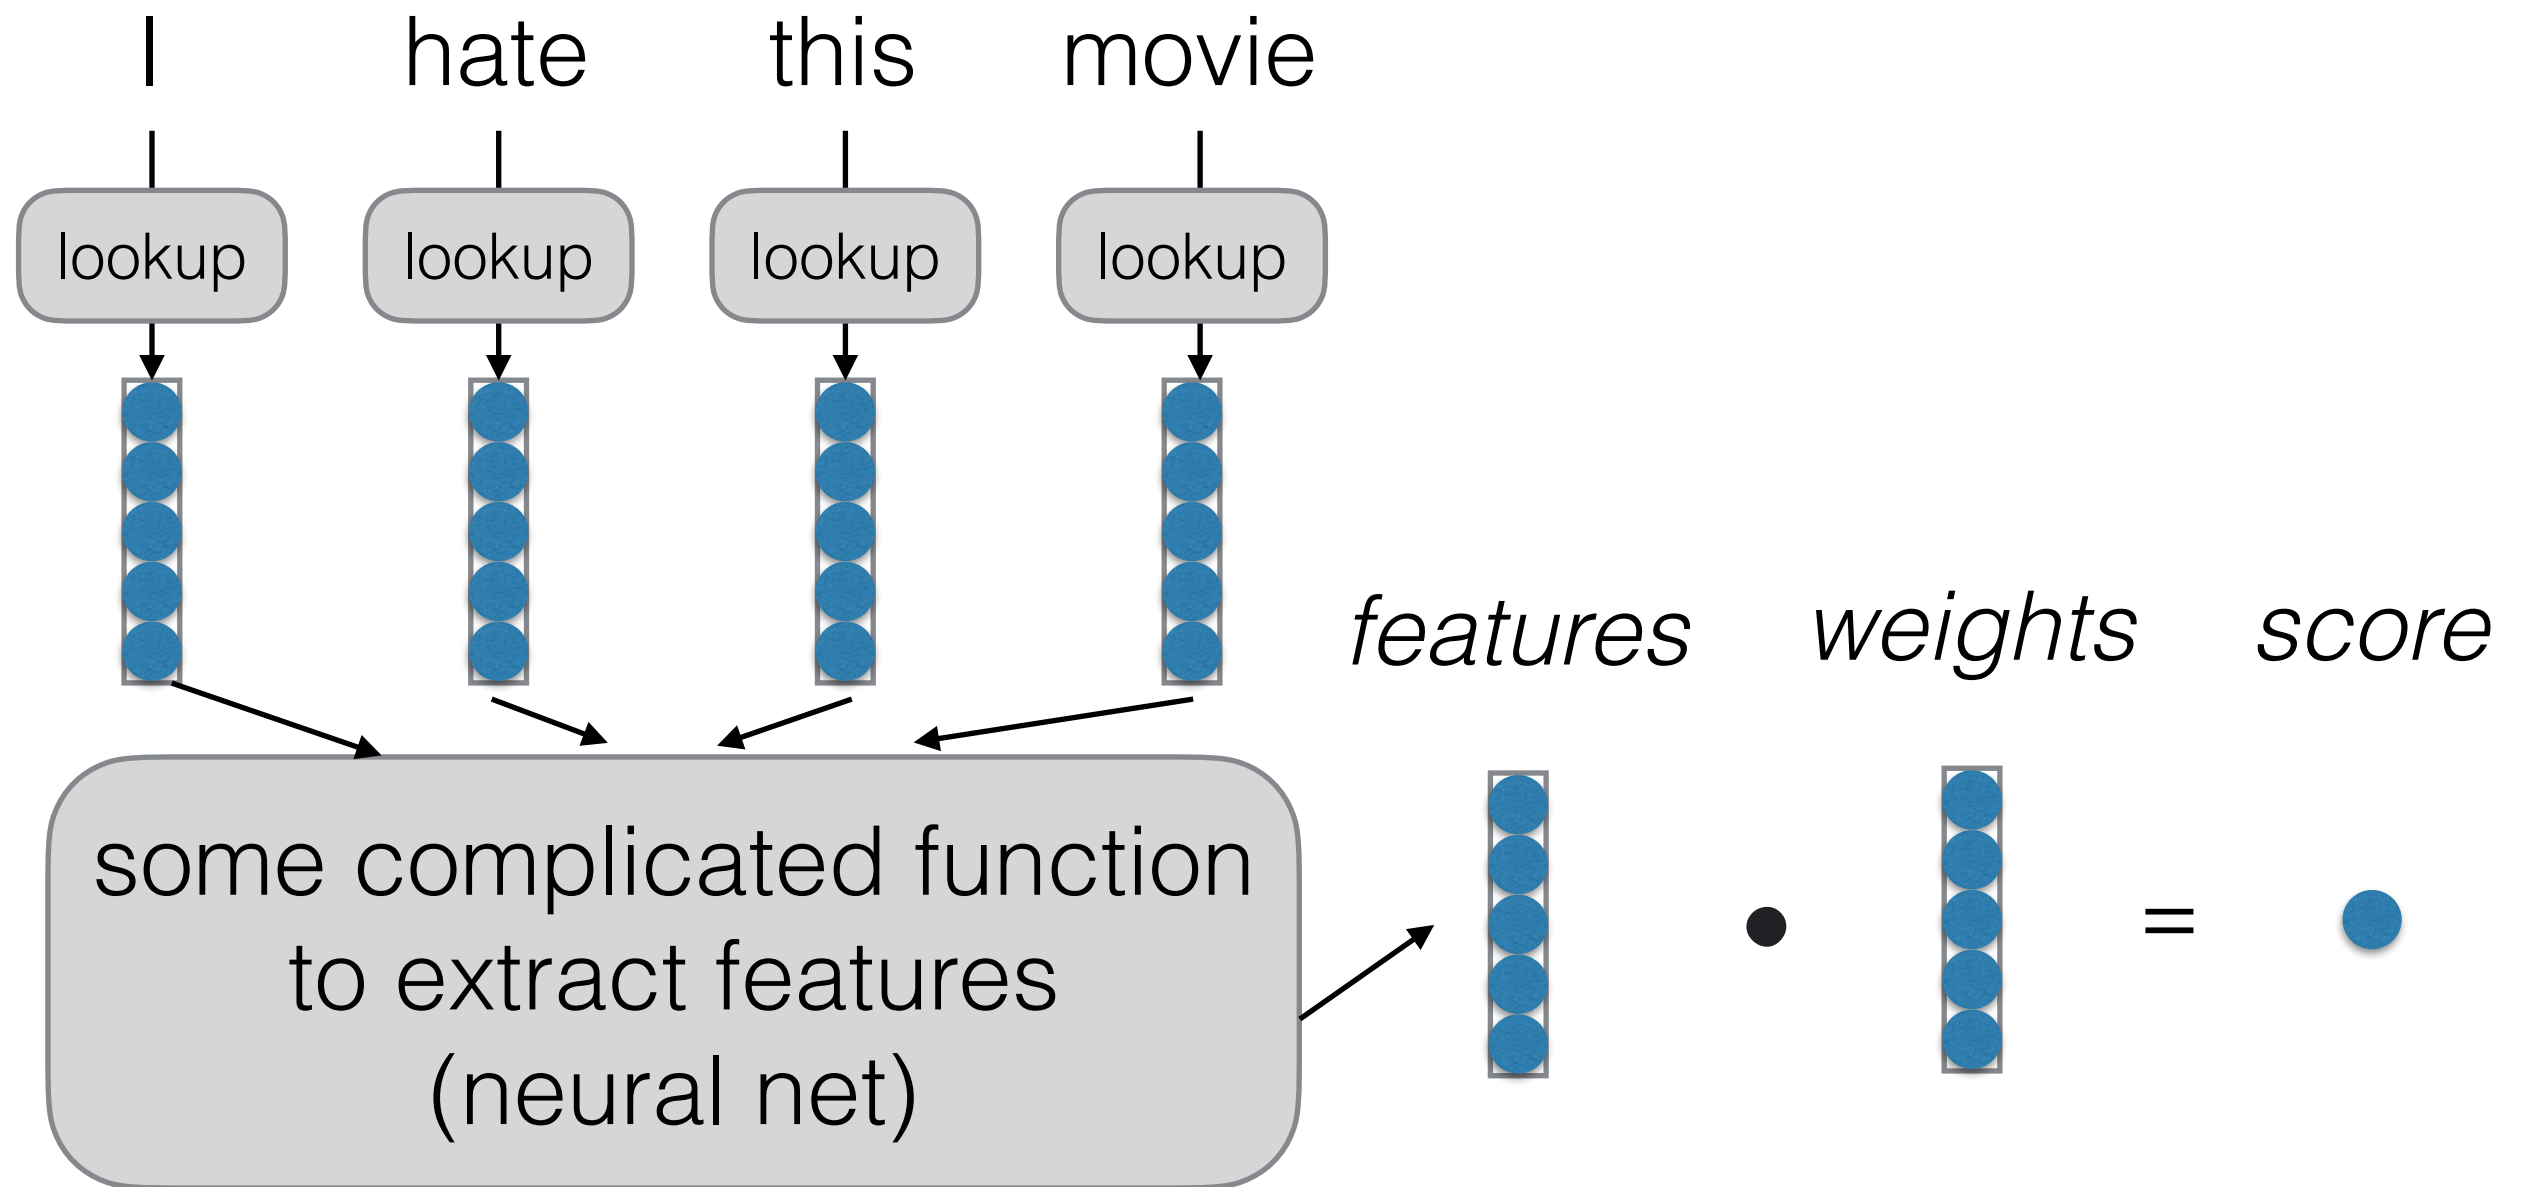 I hate this movie
lookup lookup lookup lookup
features weights score
some complicated function
to extract features
(neural net)
=